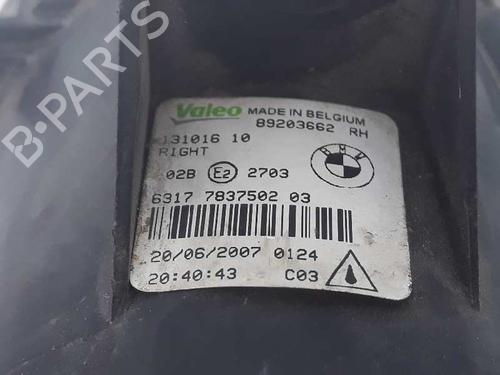 B-PARTS
Valeo MADE IN BELGIUM
89203662 RH
131016 10
RIGHT
BMW
02B E2 2703
6317 7837502 03
20/06/2007 0124
20:40:43 C03